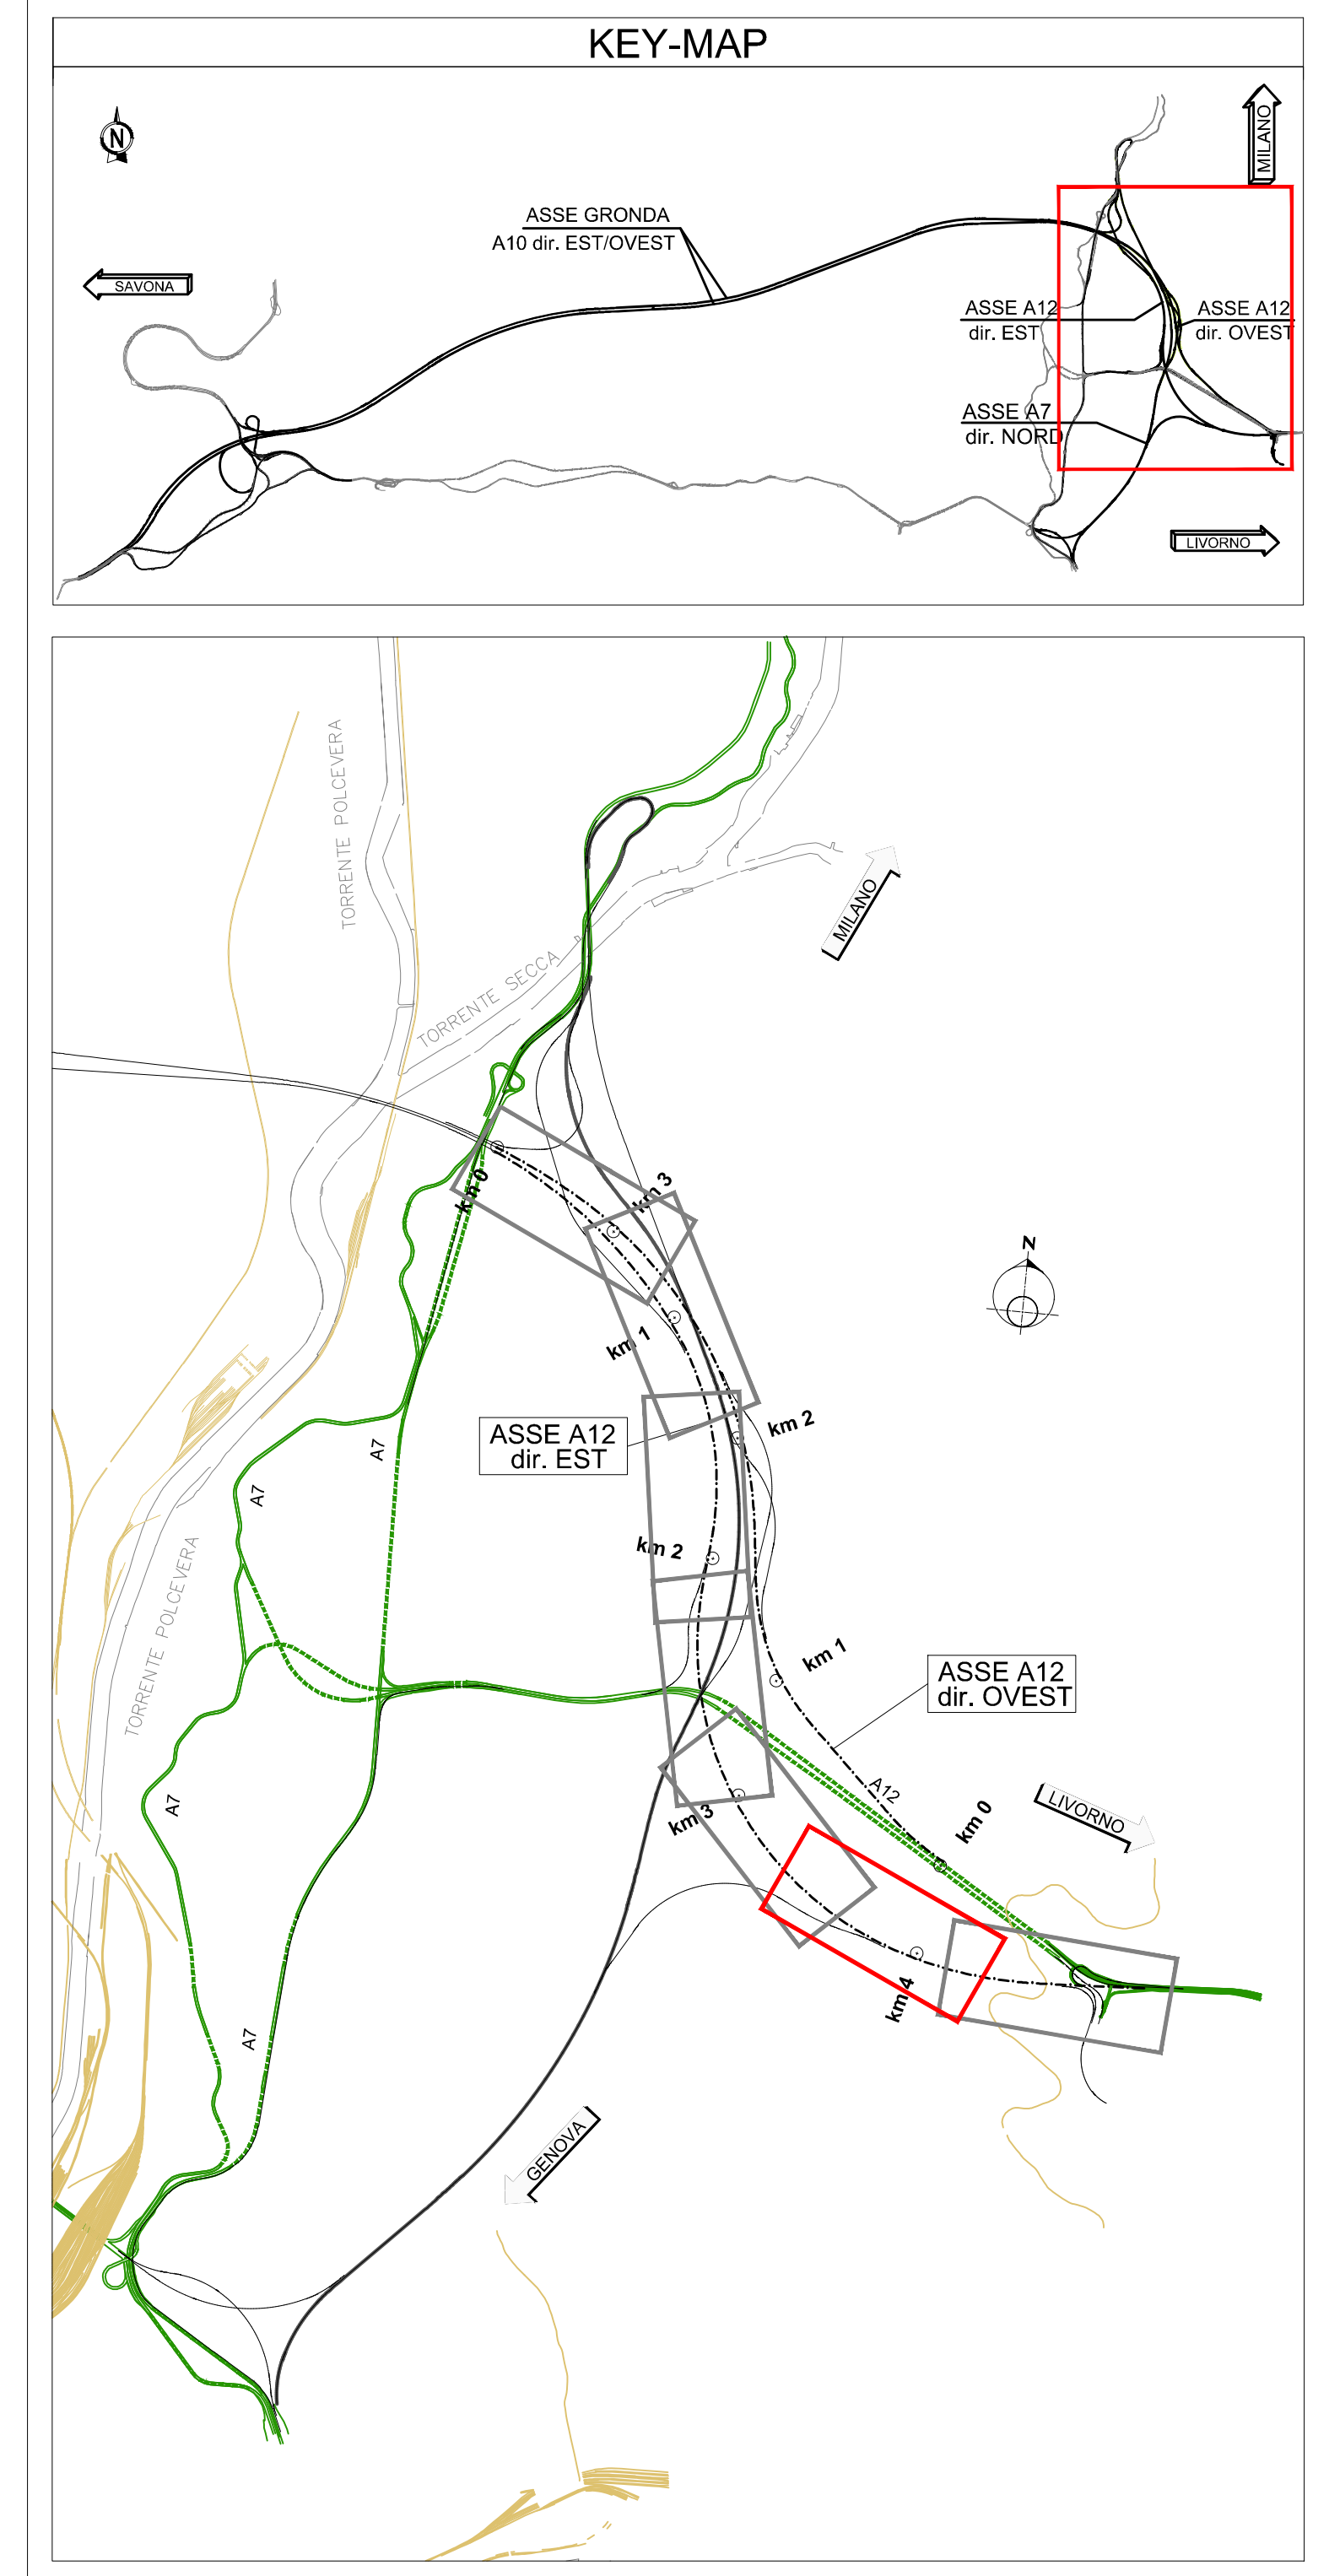 KEY-MAP
N
MILANO
ASSE GRONDA
A10 dir. EST/OVEST
SAVONA
ASSE A12
dir. EST
ASSE A12
dir. OVEST
ASSE A7
dir. NORD
LIVORNO
TORRENTE POLCEVERA
MILANO
TORRENTE SECCA
km 0
km 3
N
km 1
km 2
ASSE A12
dir. EST
A7
A7
km 2
TORRENTE POLCEVERA
km 1
ASSE A12
dir. OVEST
A12
A7
km 3
km 0
LIVORNO
km 4
A7
GENOVA